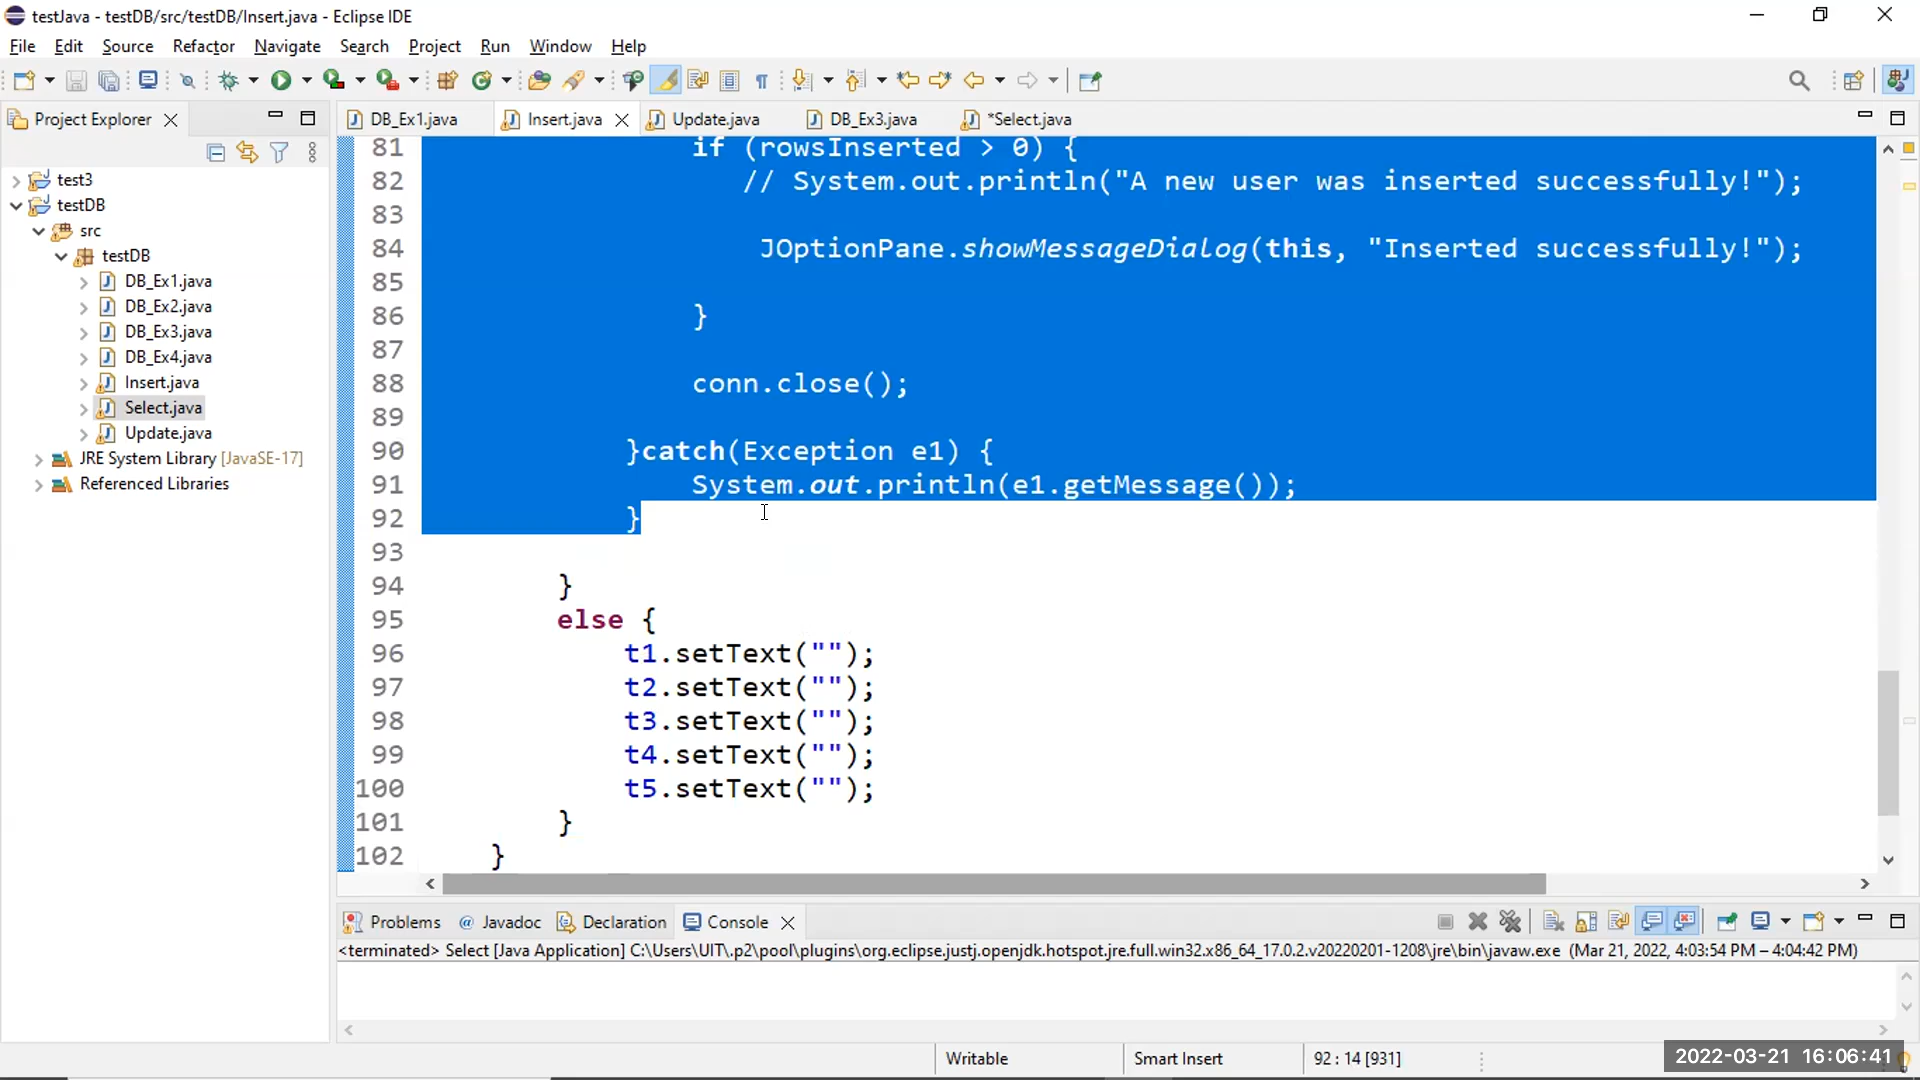 testJava - testDB/src/testDB/Insert.java - Eclipse IDE
File Edit Source Refactor Navigate Search Project Run Window Help
Project Explorer
DB_Ex1.java Insert.java Update.java DB_Ex3.java *Select.java
test3
testDB
src
testDB
DB_Ex1.java
DB_Ex2.java
DB_Ex3.java
DB_Ex4.java
Insert.java
Select.java
Update.java
JRE System Library [JavaSE-17]
Referenced Libraries
81 if (rowsInserted > 0) {
82 // System.out.println("A new user was inserted successfully!");
83
84 JOptionPane.showMessageDialog(this, "Inserted successfully!");
85
86 }
87
88 conn.close();
89
90 }catch(Exception e1) {
91 System.out.println(e1.getMessage());
92 }
93
94 }
95 else {
96 t1.setText("");
97 t2.setText("");
98 t3.setText("");
99 t4.setText("");
100 t5.setText("");
101 }
102 }
Problems @ Javadoc Declaration Console
<terminated> Select [Java Application] C:\Users\UIT\.p2\pool\plugins\org.eclipse.justj.openjdk.hotspot.jre.full.win32.x86_64_17.0.2.v20220201-1208\jre\bin\javaw.exe (Mar 21, 2022, 4:03:54 PM – 4:04:42 PM)
Writable Smart Insert 92 : 14 [931]
2022-03-21 16:06:41